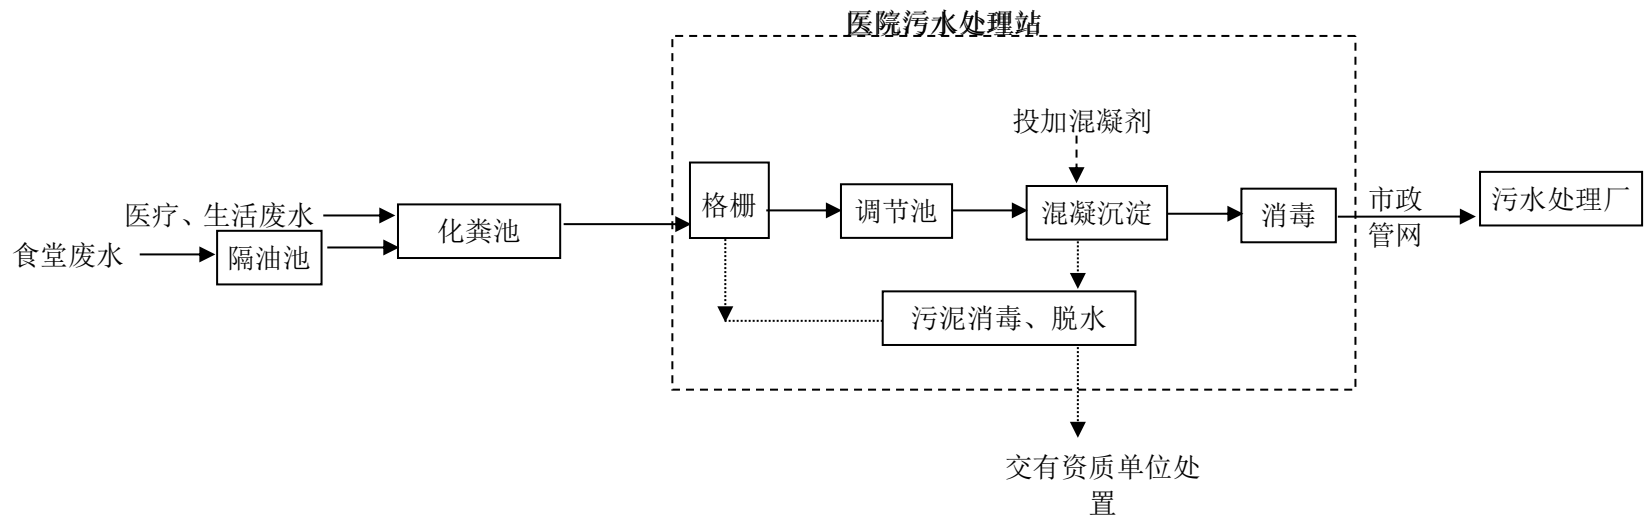 医院污水处理站
投加混凝剂
医疗、生活废水
食堂废水
隔油池
化粪池
格栅
调节池
混凝沉淀
消毒
市政
管网
污水处理厂
污泥消毒、脱水
交有资质单位处
置